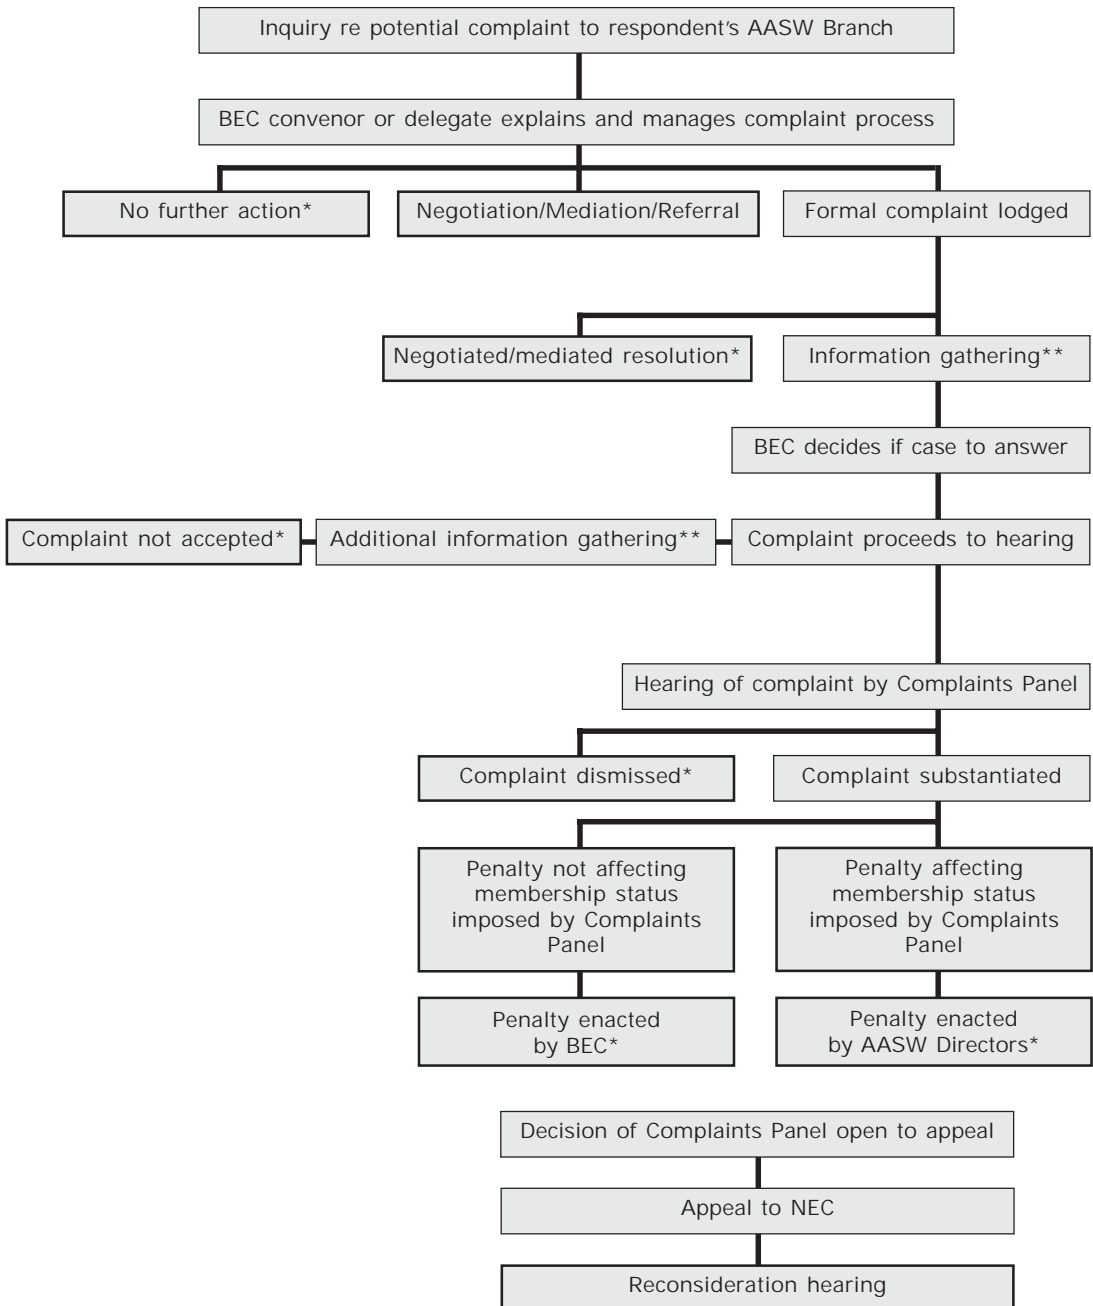 Inquiry re potential complaint to respondent's AASW Branch
BEC convenor or delegate explains and manages complaint process
No further action*
Negotiation/Mediation/Referral
Formal complaint lodged
Negotiated/mediated resolution*
Information gathering**
BEC decides if case to answer
Complaint not accepted*
Additional information gathering**
Complaint proceeds to hearing
Hearing of complaint by Complaints Panel
Complaint dismissed*
Complaint substantiated
Penalty not affecting
membership status
imposed by Complaints
Panel
Penalty affecting
membership status
imposed by Complaints
Panel
Penalty enacted
by BEC*
Penalty enacted
by AASW Directors*
Decision of Complaints Panel open to appeal
Appeal to NEC
Reconsideration hearing